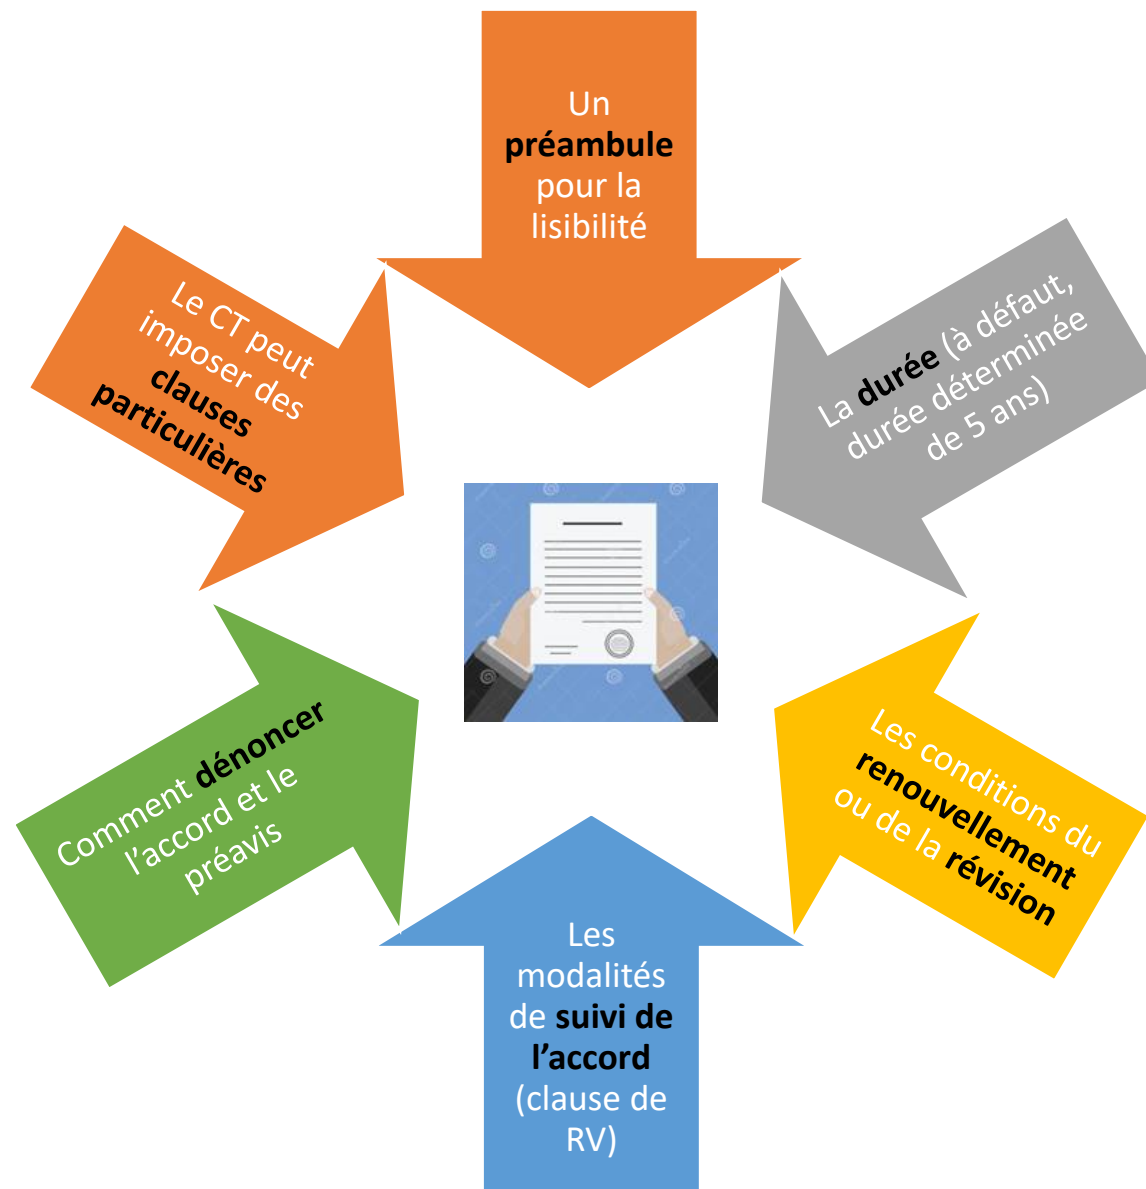 Un
préambule
pour la
lisibilité
La durée (à défaut,
durée déterminée
de 5 ans)
Les conditions du
renouvellement
ou de la révision
Les
modalités
de suivi de
l’accord
(clause de
RV)
Comment dénoncer
l’accord et le
préavis
Le CT peut
imposer des
clauses
particulières